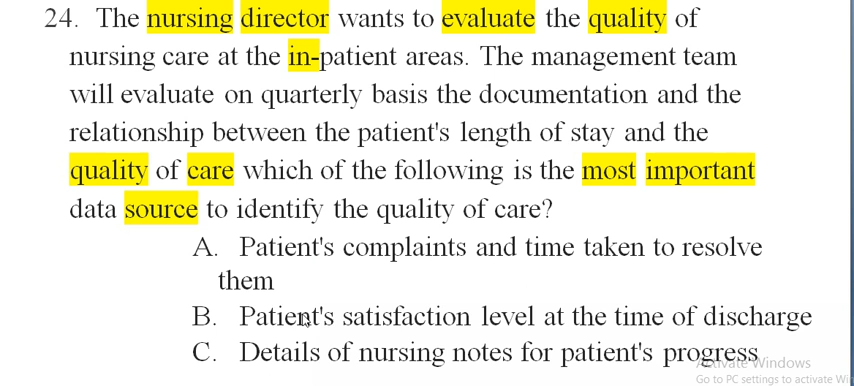 24. The nursing director wants to evaluate the quality of
nursing care at the in-patient areas. The management team
will evaluate on quarterly basis the documentation and the
relationship between the patient's length of stay and the
quality of care which of the following is the most important
data source to identify the quality of care?
A. Patient's complaints and time taken to resolve
them
B. Patient's satisfaction level at the time of discharge
C. Details of nursing notes for patient's progress
Activate Windows
Go to PC settings to activate Wi